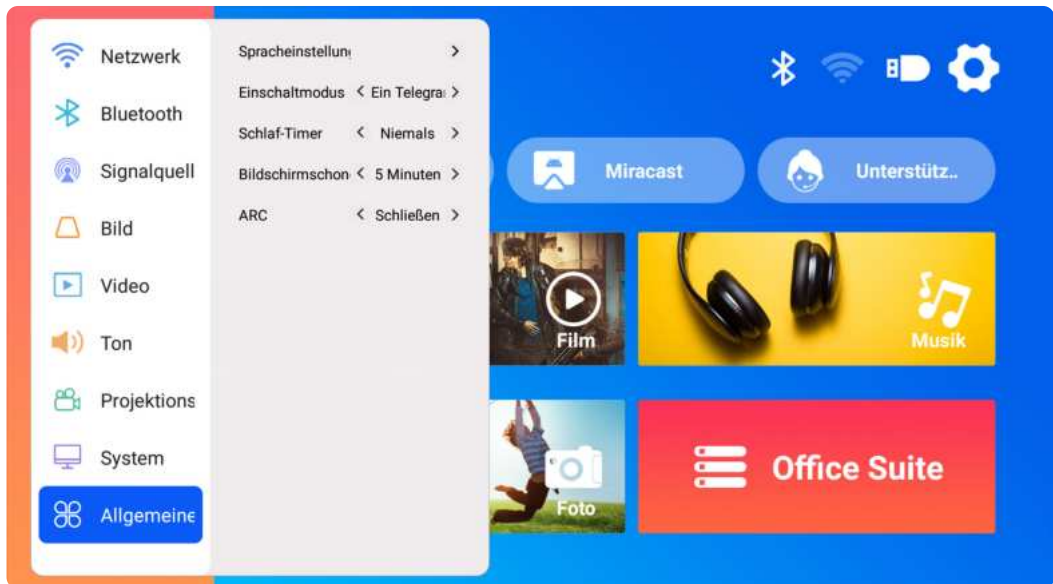 Netzwerk
Bluetooth
Signalquell
Bild
Video
Ton
Projektions
System
Allgemeine
Spracheinstellun
Einschaltmodus < Ein Telegra >
Schlaf-Timer < Niemals >
Bildschirmschon < 5 Minuten >
ARC < Schließen >
Miracast
Unterstütz..
Film
Musik
Foto
Office Suite